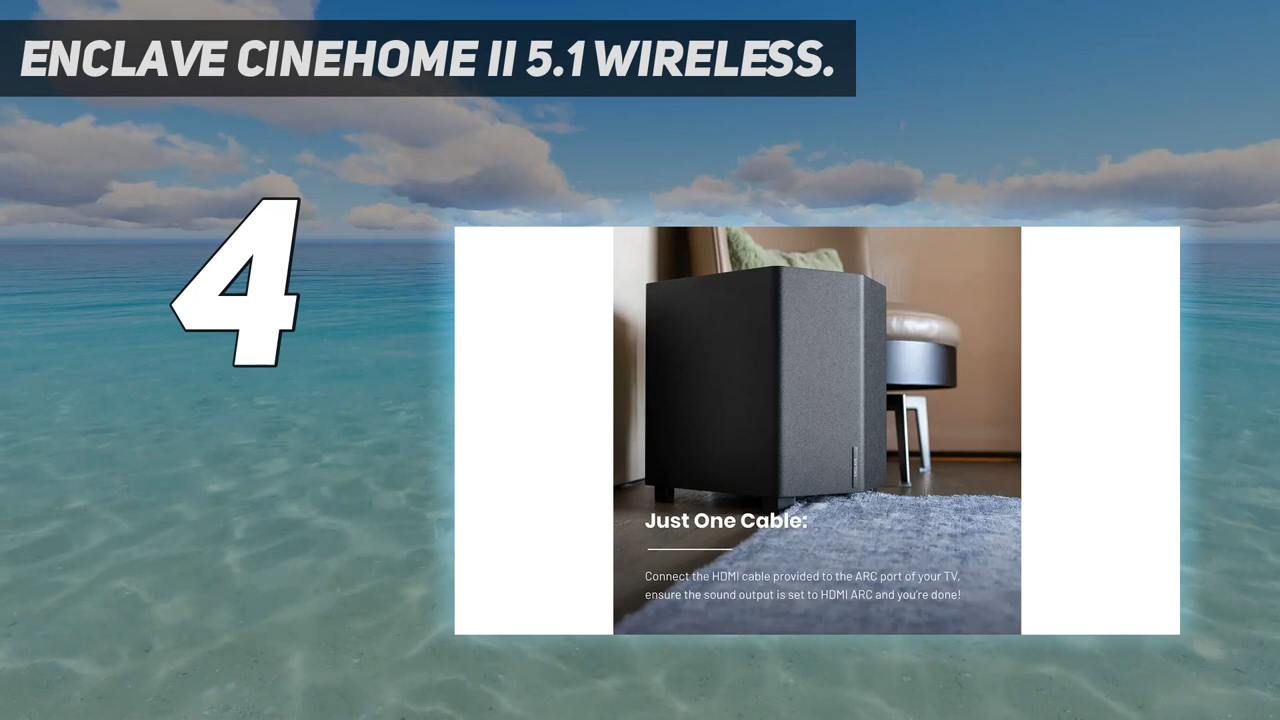 ENCLAVE CINEHOME II 5.1 WIRELESS.
4
ENCLAVE
Just One Cable:
Connect the HDMI cable provided to the ARC port of your TV,
ensure the sound output is set to HDMI ARC and you're done!